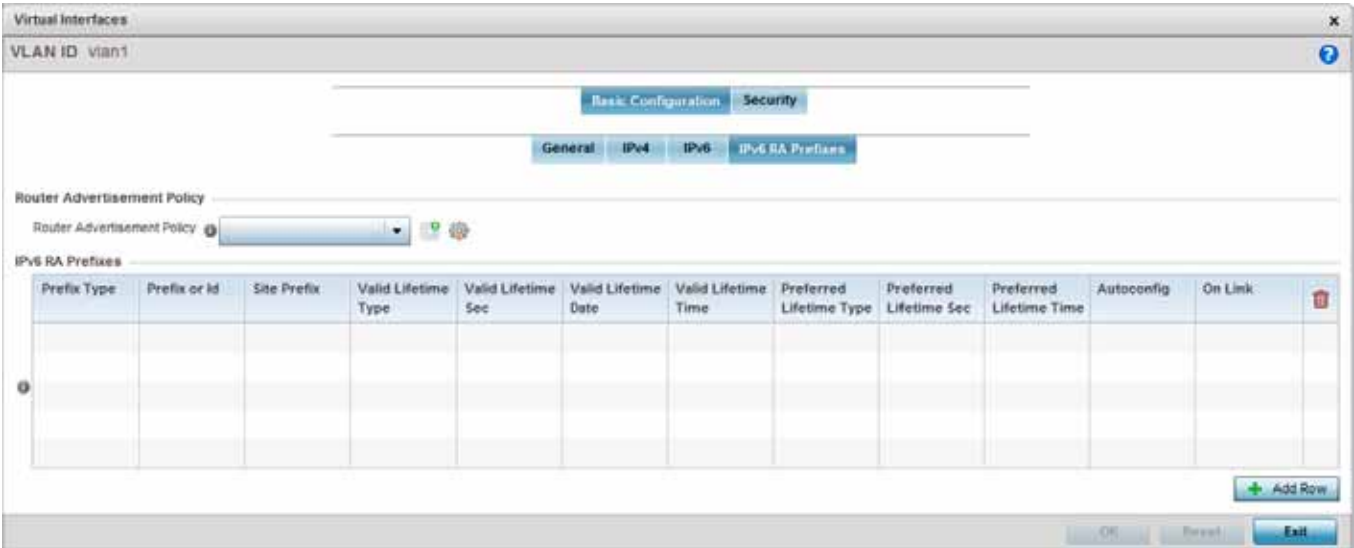 Virtual Interfaces
VLAN ID vlan1
Basic Configuration Security
General IPv4 IPv6 IPv6 RA Prefixes
Router Advertisement Policy
Router Advertisement Policy
IPv6 RA Prefixes
Prefix Type Prefix or Id Site Prefix Valid Lifetime Type Valid Lifetime Sec Valid Lifetime Date Valid Lifetime Time Preferred Lifetime Type Preferred Lifetime Sec Preferred Lifetime Time Autoconfig On Link
Add Row
OK Reset Exit